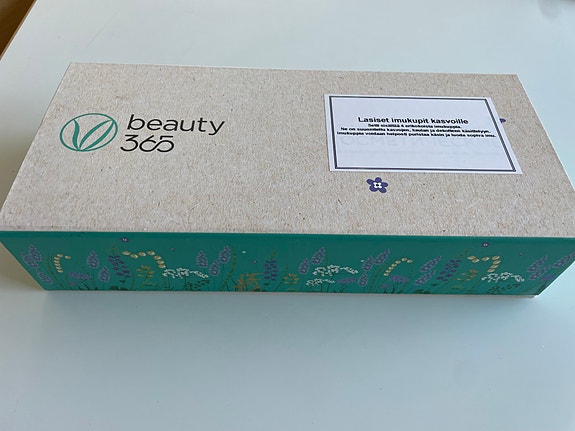 beauty
365
Lasiset imukupit kasvoille
Setti sisältää 4 erikokoista imukuppia.
Ne on suunniteltu kasvojen, kaulan ja dekolteen käsittelyyn.
imukuppeja voidaan helposti puristaa käsin ja luoda sopiva imu.